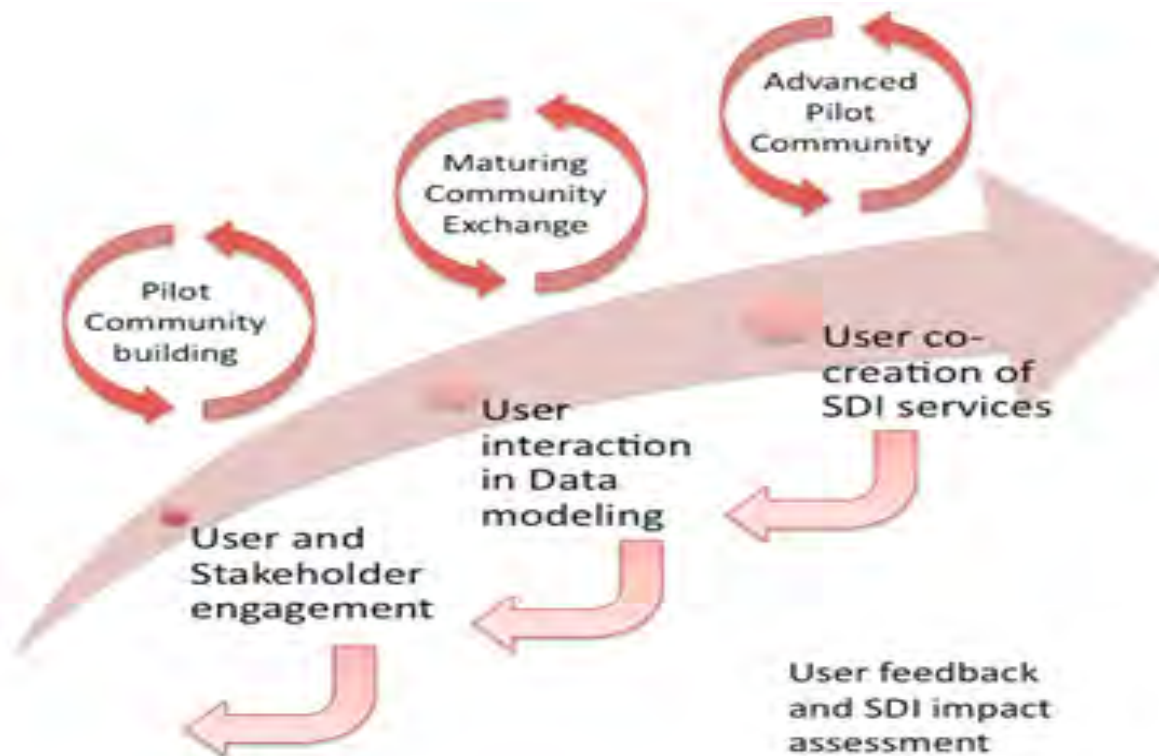 Advanced
Pilot
Community
Maturing
Community
Exchange
Pilot
Community
building
User co-
creation of
SDI services
User
interaction
in Data
modeling
User and
Stakeholder
engagement
User feedback
and SDI impact
assessment